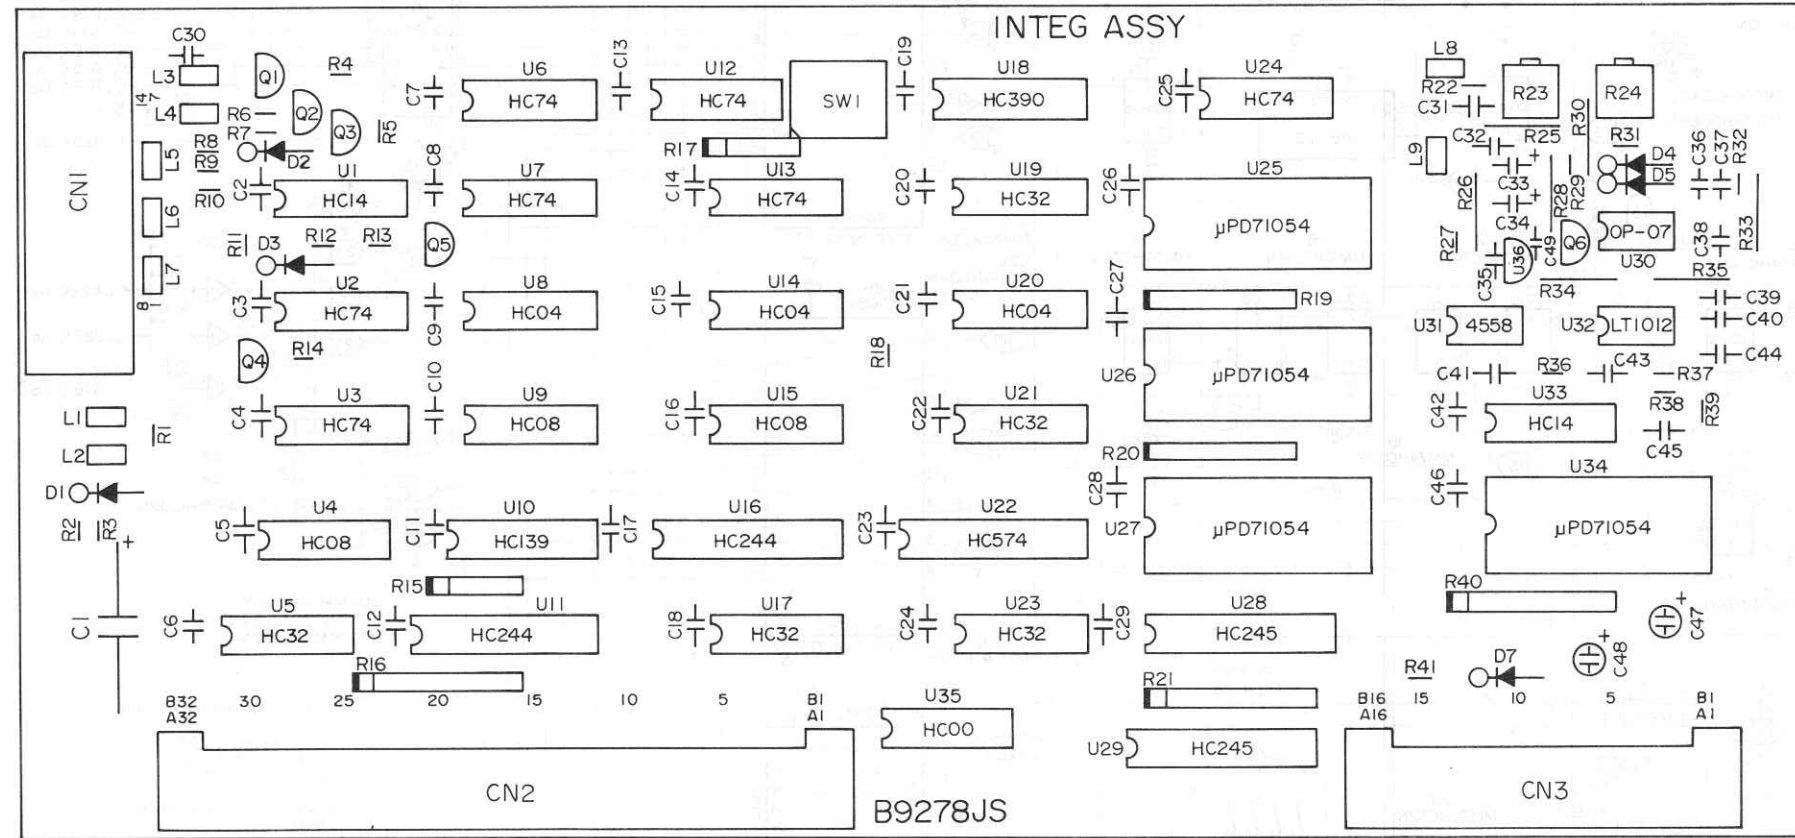 INTEG ASSY
C30
L3
Q1
R4
C7
U6
HC74
C13
U12
HC74
SW1
C19
U18
HC390
C25
U24
HC74
L8
R22
C31
R23
R24
14
7
L4
R6
R7
Q2
Q3
R5
R8
R9
R10
D2
L5
R17
C32
R25
R30
R31
L9
C36
C37
R32
D4
D5
CN1
C2
U1
HC14
C8
U7
HC74
C14
U13
HC74
C20
U19
HC32
C26
U25
µPD71054
R26
C33
+
C34
+
R28
R29
L6
R11
D3
R12
R13
Q5
R27
C35
U36
C49
Q6
OP-07
U30
C38
R33
L7
8
1
C3
U2
HC74
C9
U8
HC04
C15
U14
HC04
C21
U20
HC04
C27
R19
R34
R35
C39
C40
C44
U31
4558
U32
LT1012
Q4
R14
C10
R18
U26
µPD71054
C41
R36
C43
R37
L1
R1
C4
U3
HC74
U9
HC08
C16
U15
HC08
C22
U21
HC32
R20
C42
U33
HC14
R38
R39
C45
L2
D1
R2
R3
+
C5
U4
HC08
C11
U10
HC139
C17
U16
HC244
C23
U22
HC574
C28
U27
µPD71054
C46
U34
µPD71054
R15
R40
C1
C6
U5
HC32
C12
U11
HC244
C18
U17
HC32
C24
U23
HC32
C29
U28
HC245
+
C47
+
C48
R16
R21
R41
D7
B32 30 25 20 15 10 5 B1
A32 A1
U35
HC00
U29
HC245
B16 15 10 5 B1
A16 A1
CN2
B9278JS
CN3